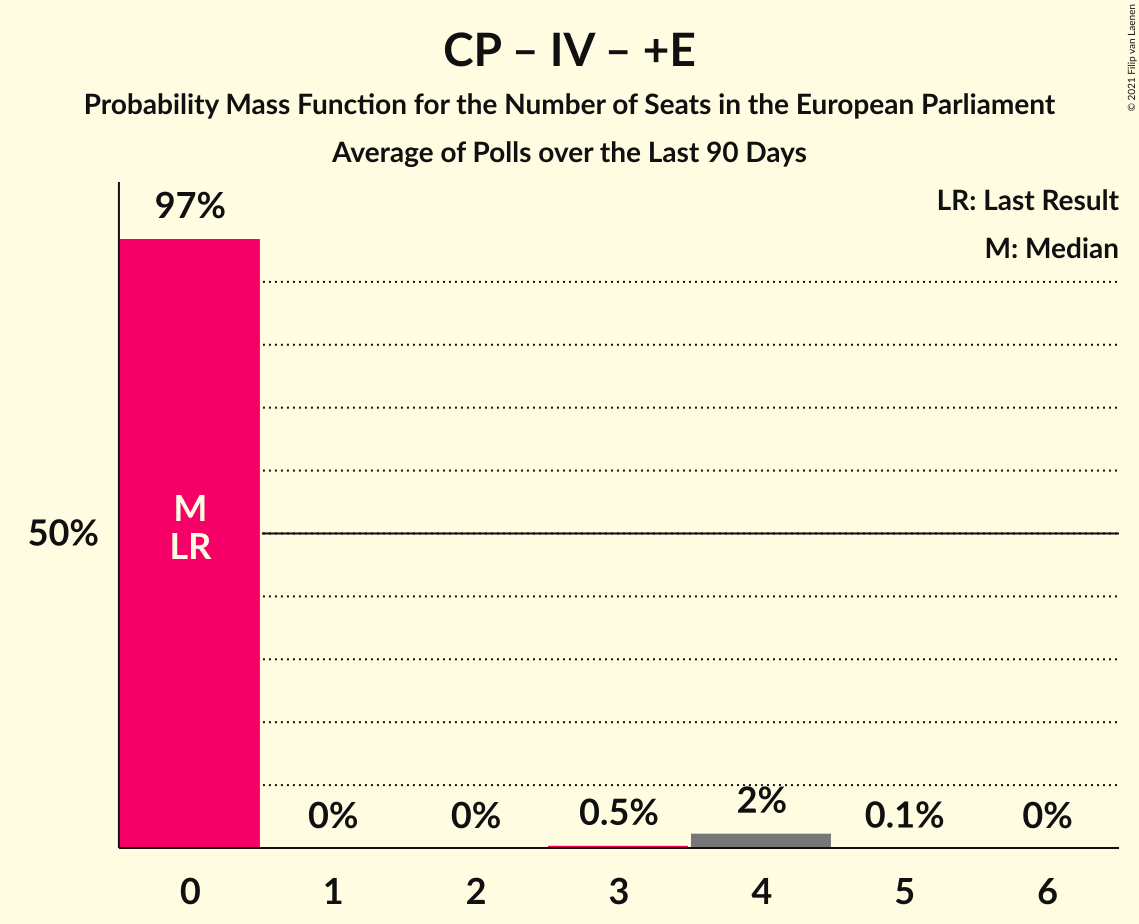 CP – IV – +E
Probability Mass Function for the Number of Seats in the European Parliament
Average of Polls over the Last 90 Days
© 2021 Filip van Laenen
LR: Last Result
M: Median
97%
50%
M
LR
0%
0%
0.5%
2%
0.1%
0%
0
1
2
3
4
5
6